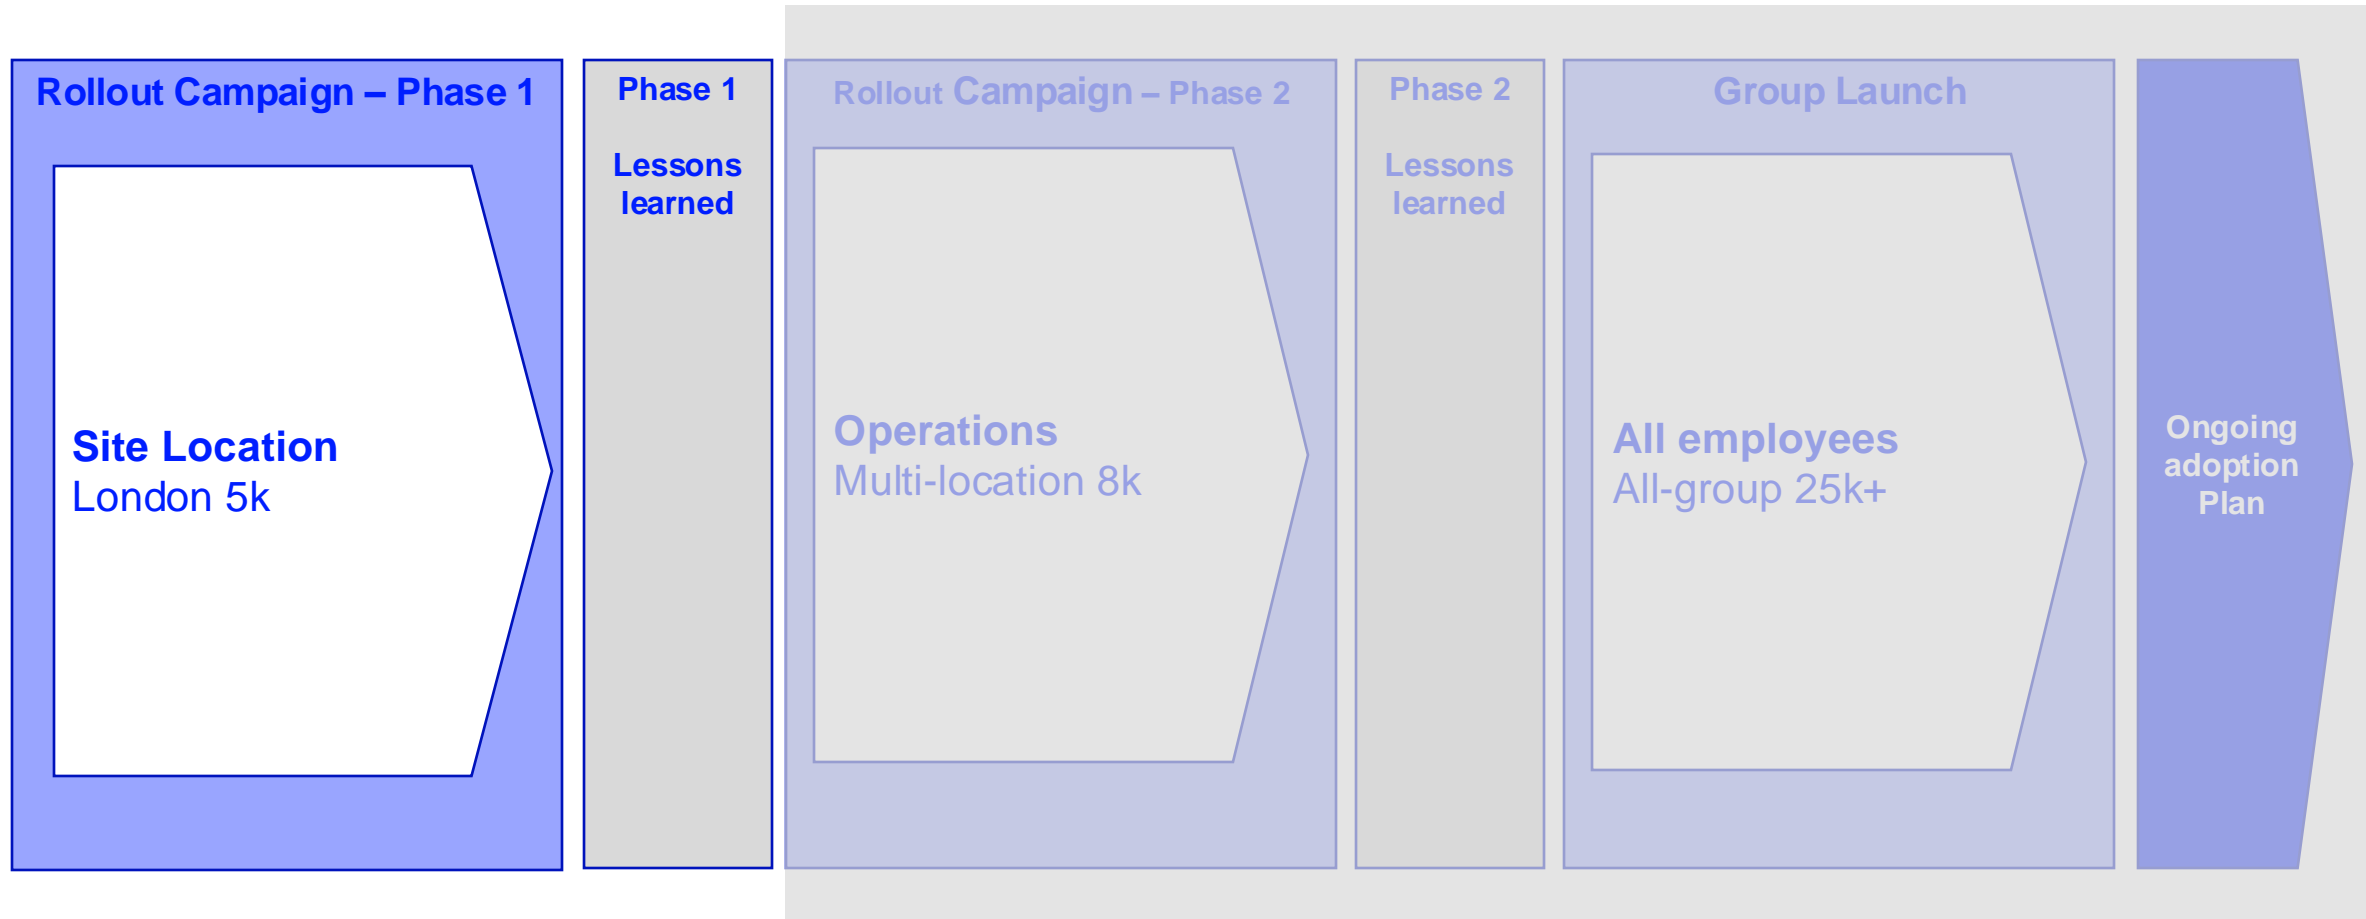 Rollout Campaign – Phase 1
Site Location
London 5k
Phase 1
Lessons
learned
Rollout Campaign – Phase 2
Operations
Multi-location 8k
Phase 2
Lessons
learned
Group Launch
All employees
All-group 25k+
Ongoing
adoption
Plan